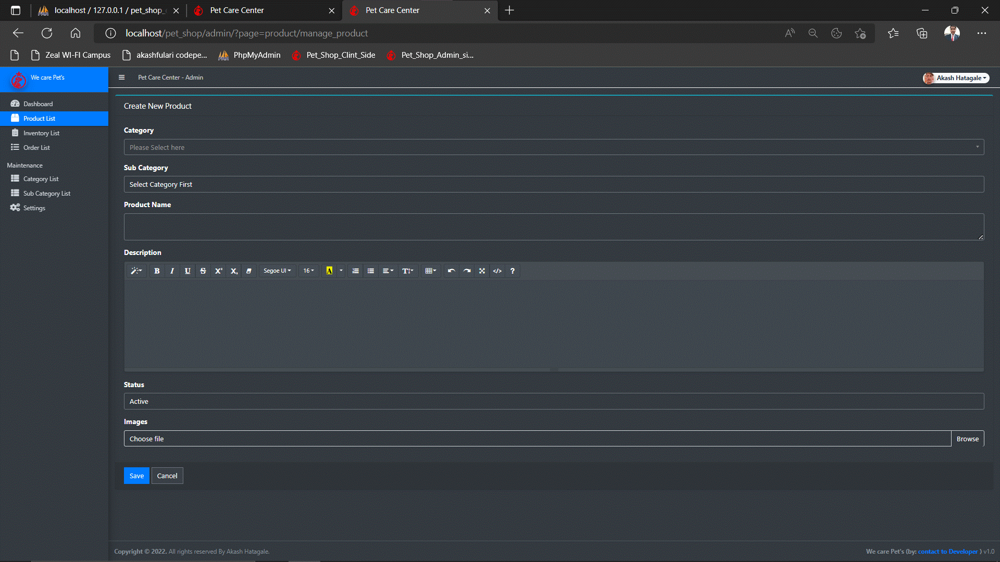 localhost / 127.0.0.1 / pet_shop_
Pet Care Center
Pet Care Center
localhost/pet_shop/admin/?page=product/manage_product
Zeal WI-FI Campus
akashfulari codepe...
PhpMyAdmin
Pet_Shop_Clint_Side
Pet_Shop_Admin_si...
We care Pet's
Pet Care Center - Admin
Akash Hatagale
Dashboard
Product List
Inventory List
Order List
Maintenance
Category List
Sub Category List
Settings
Create New Product
Category
Please Select here
Sub Category
Select Category First
Product Name
Description
B I U S X² X₂ Segoe UI 16 A T </> ?
Status
Active
Images
Choose file
Browse
Save
Cancel
Copyright © 2022. All rights reserved By Akash Hatagale.
We care Pet's (by: contact to Developer ) v1.0